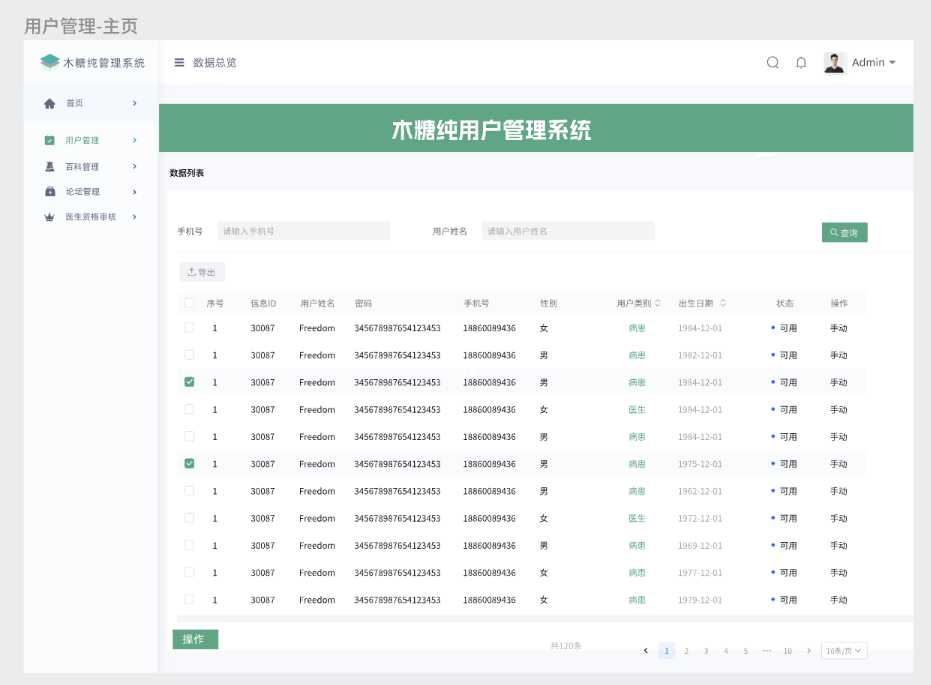 用户管理-主页
木糖纯管理系统
数据总览
Admin
首页
用户管理
百科管理
论坛管理
医生资格审核
木糖纯用户管理系统
数据列表
手机号 请输入手机号 用户姓名 请输入用户姓名 查询
导出
序号 信息ID 用户姓名 密码 手机号 性别 用户类别 出生日期 状态 操作
1 30087 Freedom 345678987654123453 18860089436 女 病患 1984-12-01 可用 手动
1 30087 Freedom 345678987654123453 18860089436 男 病患 1982-12-01 可用 手动
1 30087 Freedom 345678987654123453 18860089436 男 病患 1984-12-01 可用 手动
1 30087 Freedom 345678987654123453 18860089436 女 医生 1984-12-01 可用 手动
1 30087 Freedom 345678987654123453 18860089436 男 病患 1984-12-01 可用 手动
1 30087 Freedom 345678987654123453 18860089436 男 病患 1975-12-01 可用 手动
1 30087 Freedom 345678987654123453 18860089436 男 病患 1962-12-01 可用 手动
1 30087 Freedom 345678987654123453 18860089436 女 医生 1972-12-01 可用 手动
1 30087 Freedom 345678987654123453 18860089436 男 病患 1969-12-01 可用 手动
1 30087 Freedom 345678987654123453 18860089436 女 病患 1977-12-01 可用 手动
1 30087 Freedom 345678987654123453 18860089436 女 病患 1979-12-01 可用 手动
操作
共120条 < 1 2 3 4 5 ··· 10 > 10条/页